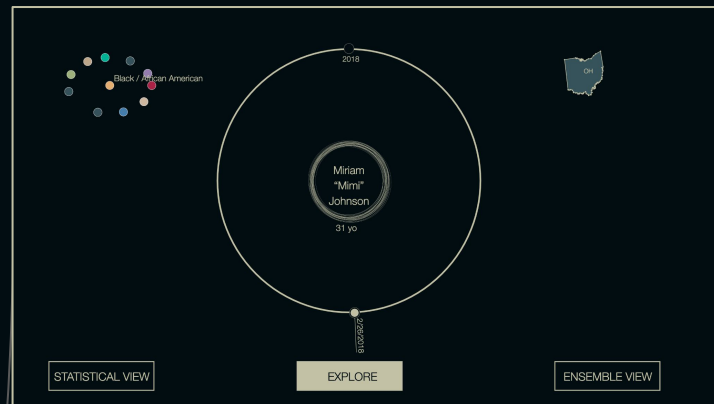 2018
Black / African American
OH
Miriam
"Mimi"
Johnson
31 yo
2/26/2018
STATISTICAL VIEW
EXPLORE
ENSEMBLE VIEW